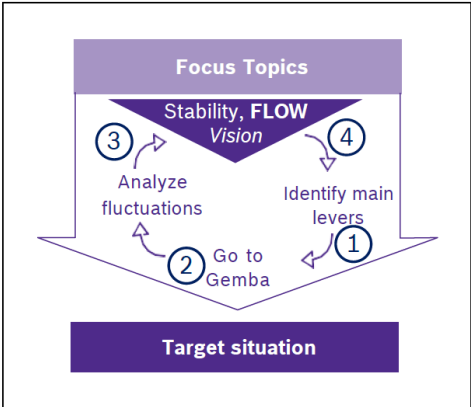 Focus Topics
Stability, FLOW
Vision
3
4
Analyze
fluctuations
Identify main
levers
1
2
Go to
Gemba
Target situation